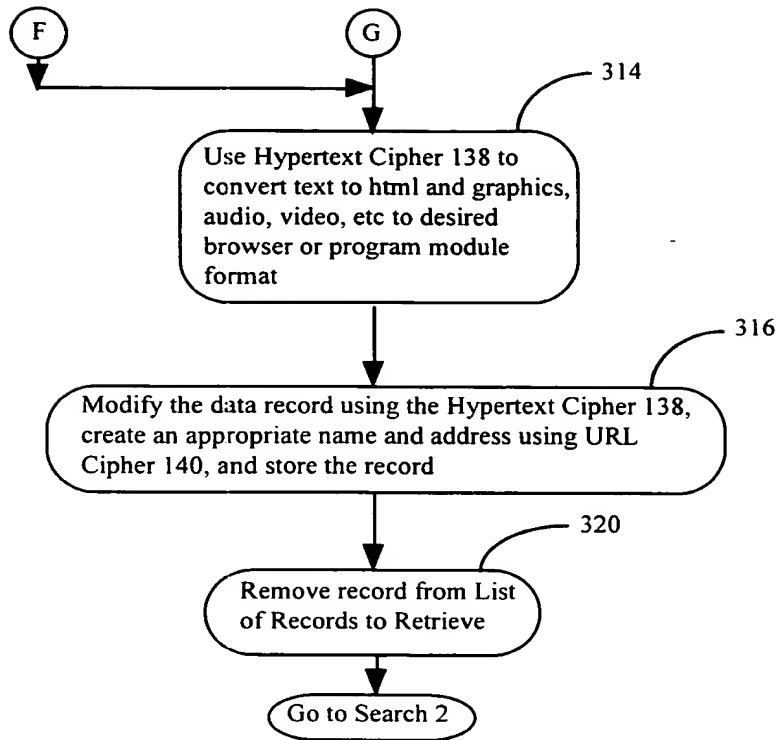 F
G
314
Use Hypertext Cipher 138 to
convert text to html and graphics,
audio, video, etc to desired
browser or program module
format
316
Modify the data record using the Hypertext Cipher 138,
create an appropriate name and address using URL
Cipher 140, and store the record
320
Remove record from List
of Records to Retrieve
Go to Search 2